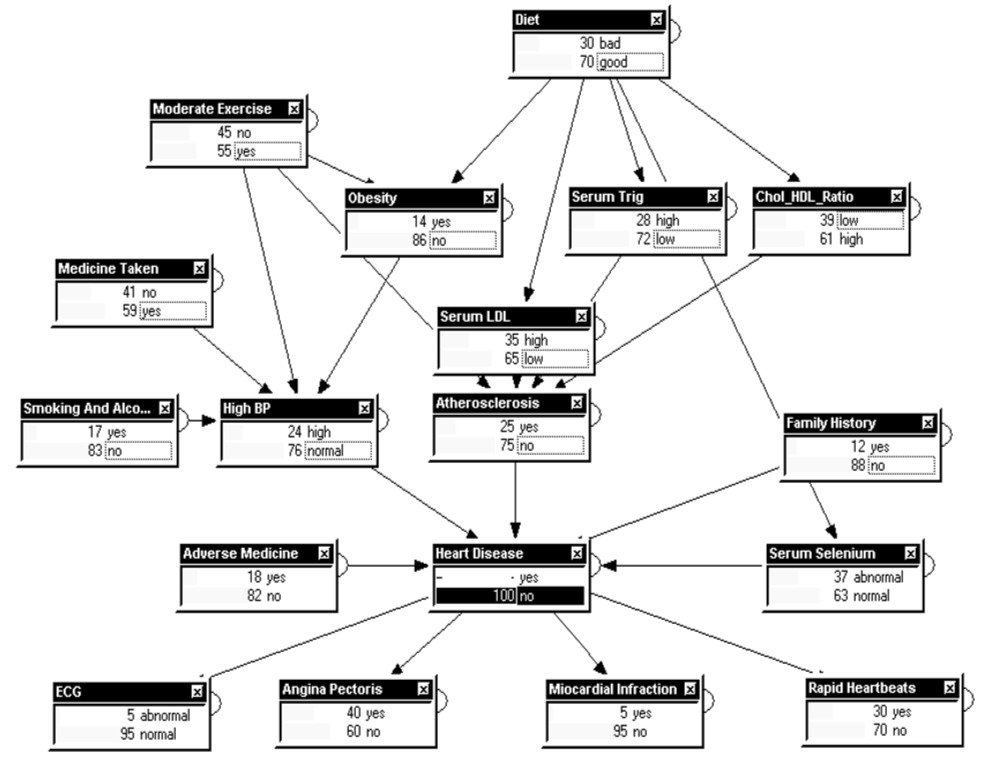 Diet
30 bad
70 good
Moderate Exercise
45 no
55 yes
Obesity
14 yes
86 no
Serum Trig
28 high
72 low
Chol_HDL_Ratio
39 low
61 high
Medicine Taken
41 no
59 yes
Serum LDL
35 high
65 low
Smoking And Alco...
17 yes
83 no
High BP
24 high
76 normal
Atherosclerosis
25 yes
75 no
Family History
12 yes
88 no
Adverse Medicine
18 yes
82 no
Heart Disease
- - yes
100 no
Serum Selenium
37 abnormal
63 normal
ECG
5 abnormal
95 normal
Angina Pectoris
40 yes
60 no
Miocardial Infraction
5 yes
95 no
Rapid Heartbeats
30 yes
70 no